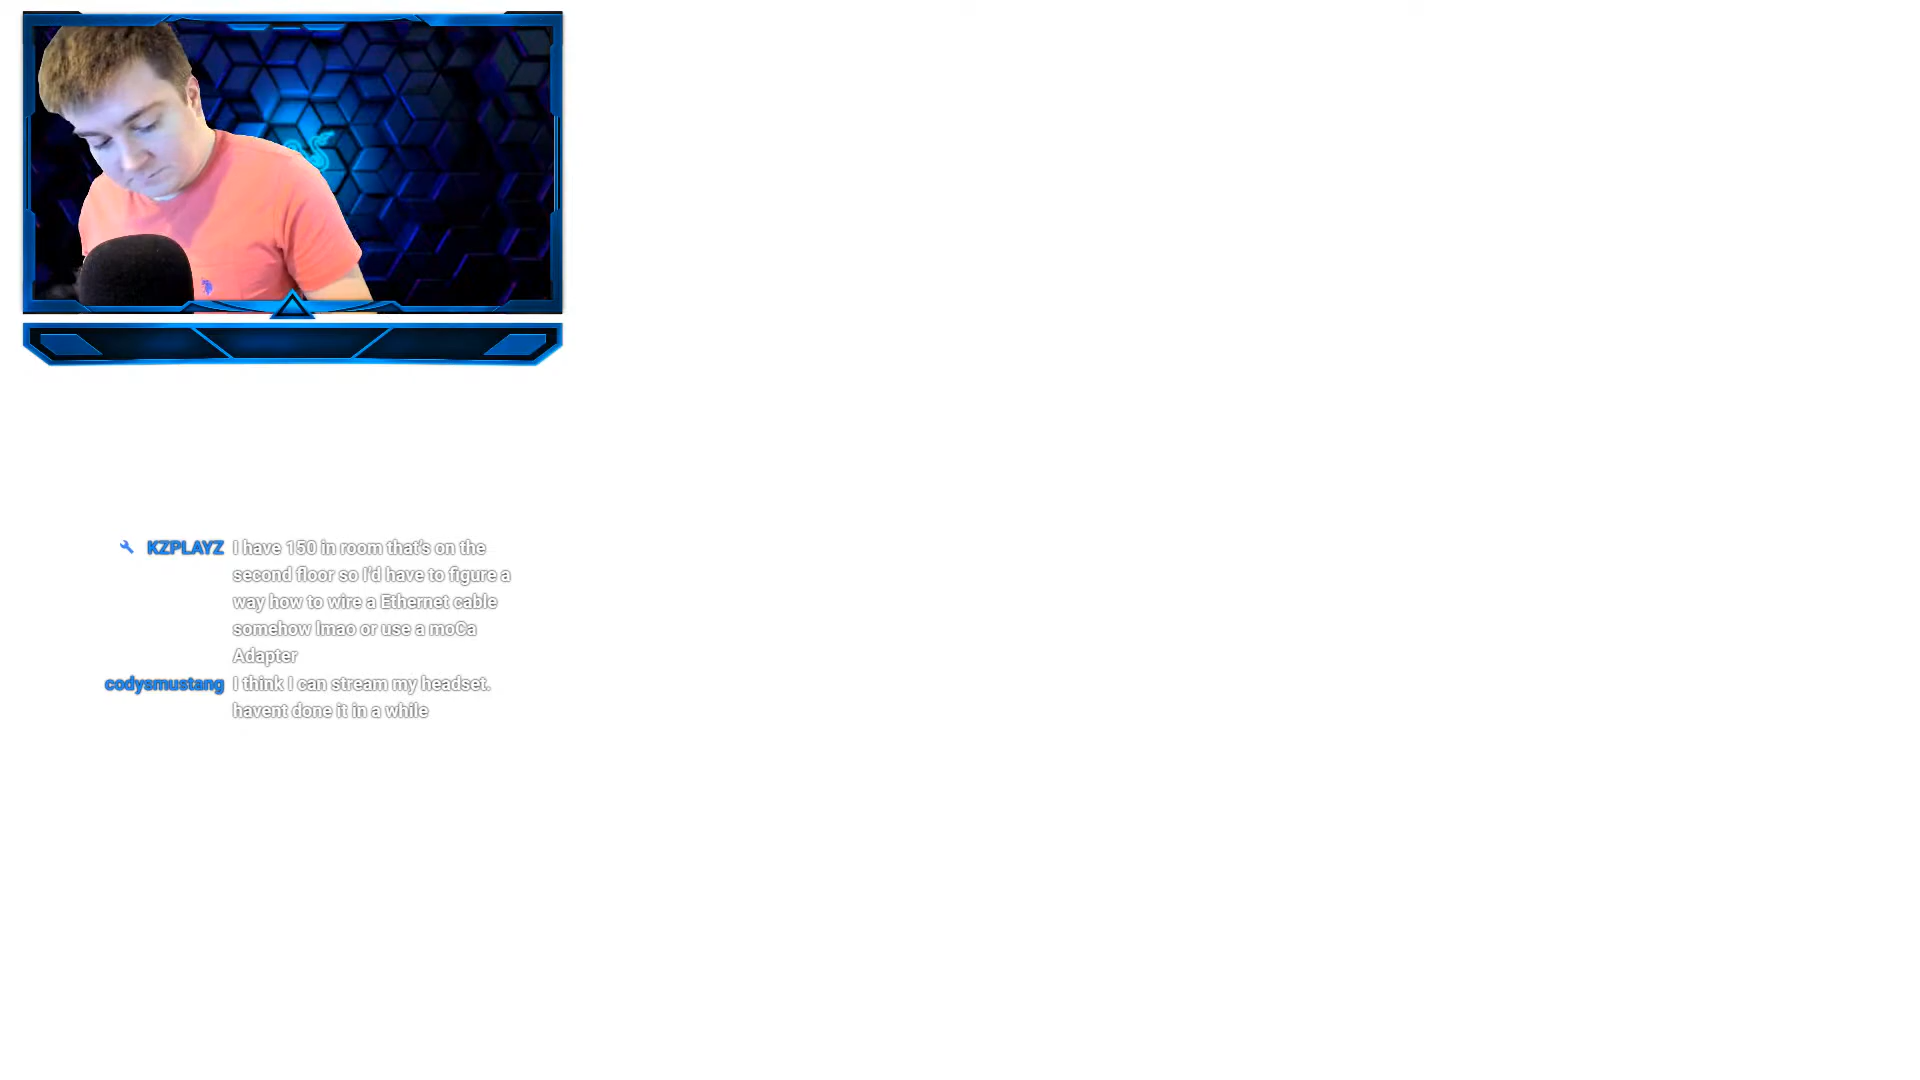 KZPLAYZ I have 150 in room that's on the
second floor so I'd have to figure a
way how to wire a Ethernet cable
somehow lmao or use a moCa
Adapter
codysmustang I think I can stream my headset.
havent done it in a while